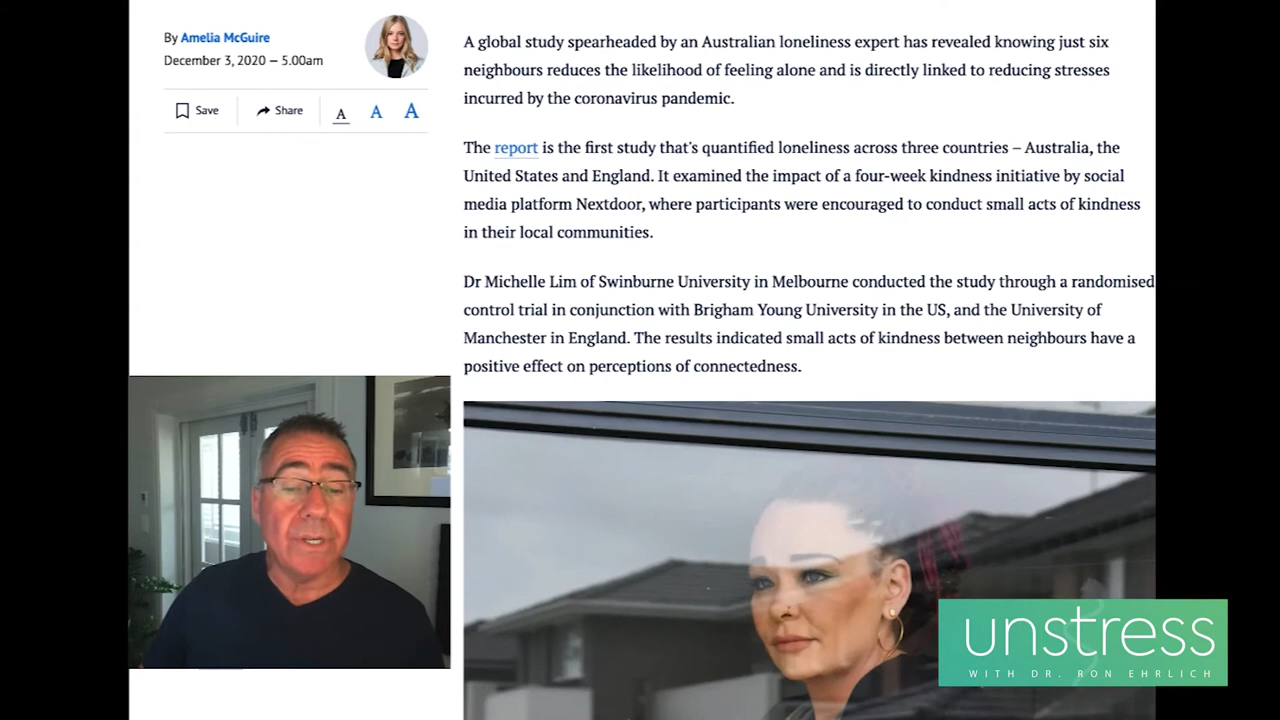 By Amelia McGuire
December 3, 2020 — 5.00am
Save
Share
A
A
A
A global study spearheaded by an Australian loneliness expert has revealed knowing just six
neighbours reduces the likelihood of feeling alone and is directly linked to reducing stresses
incurred by the coronavirus pandemic.
The report is the first study that's quantified loneliness across three countries – Australia, the
United States and England. It examined the impact of a four-week kindness initiative by social
media platform Nextdoor, where participants were encouraged to conduct small acts of kindness
in their local communities.
Dr Michelle Lim of Swinburne University in Melbourne conducted the study through a randomised
control trial in conjunction with Brigham Young University in the US, and the University of
Manchester in England. The results indicated small acts of kindness between neighbours have a
positive effect on perceptions of connectedness.
unstress
WITH DR. RON EHRLICH